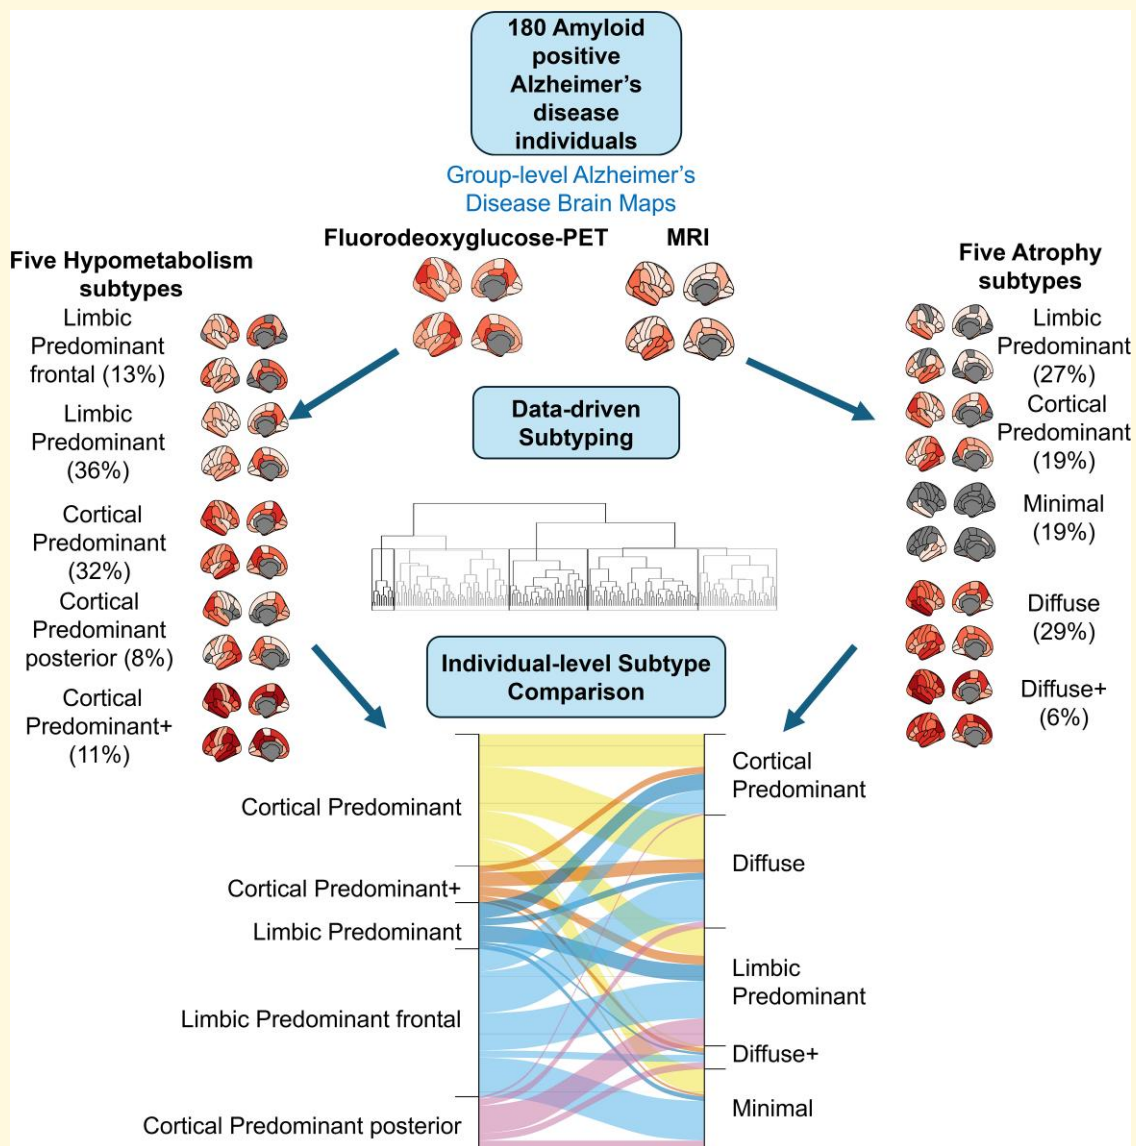 180 Amyloid
positive
Alzheimer's
disease
individuals
Group-level Alzheimer's
Disease Brain Maps
Fluorodeoxyglucose-PET
MRI
Five Hypometabolism
subtypes
Limbic
Predominant
frontal (13%)
Limbic
Predominant
(36%)
Cortical
Predominant
(32%)
Cortical
Predominant
posterior (8%)
Cortical
Predominant+
(11%)
Five Atrophy
subtypes
Limbic
Predominant
(27%)
Cortical
Predominant
(19%)
Minimal
(19%)
Diffuse
(29%)
Diffuse+
(6%)
Data-driven
Subtyping
Individual-level Subtype
Comparison
Cortical Predominant
Cortical Predominant+
Limbic Predominant
Limbic Predominant frontal
Cortical Predominant posterior
Cortical
Predominant
Diffuse
Limbic
Predominant
Diffuse+
Minimal